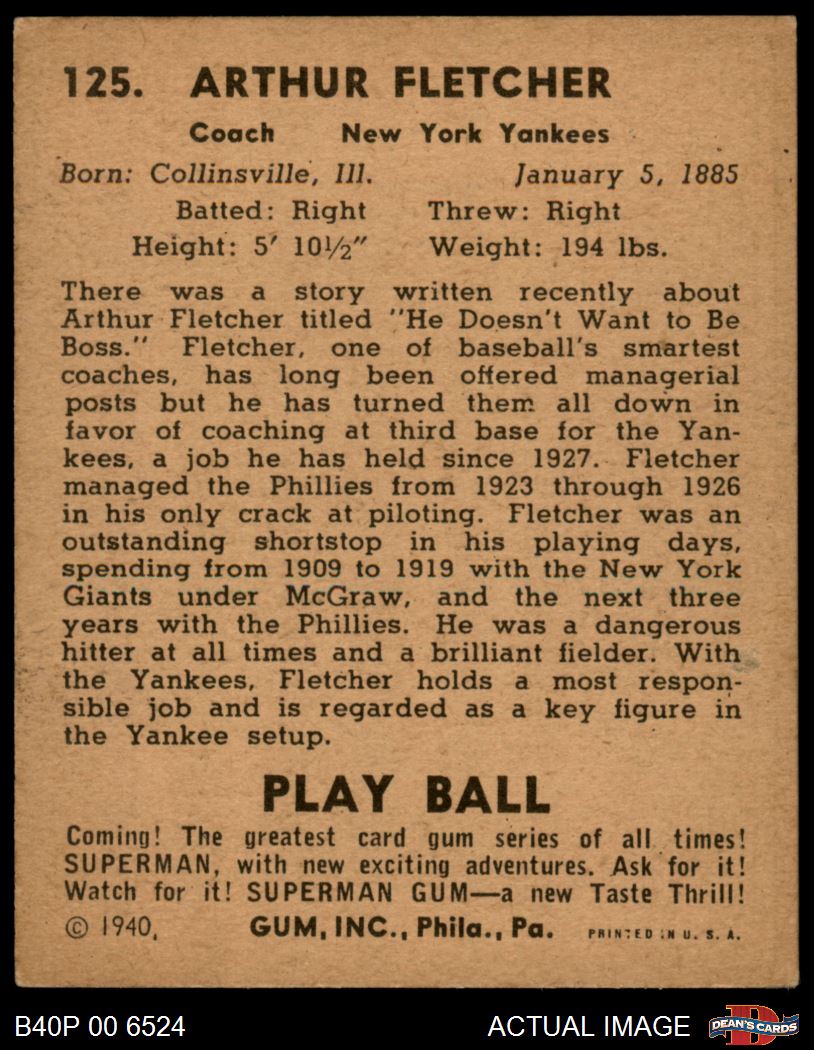 125. ARTHUR FLETCHER
Coach New York Yankees
Born: Collinsville, Ill. January 5, 1885
Batted: Right Threw: Right
Height: 5′ 10½″ Weight: 194 lbs.
There was a story written recently about
Arthur Fletcher titled "He Doesn't Want to Be
Boss." Fletcher, one of baseball's smartest
coaches, has long been offered managerial
posts but he has turned them all down in
favor of coaching at third base for the Yan-
kees, a job he has held since 1927. Fletcher
managed the Phillies from 1923 through 1926
in his only crack at piloting. Fletcher was an
outstanding shortstop in his playing days,
spending from 1909 to 1919 with the New York
Giants under McGraw, and the next three
years with the Phillies. He was a dangerous
hitter at all times and a brilliant fielder. With
the Yankees, Fletcher holds a most respon-
sible job and is regarded as a key figure in
the Yankee setup.
PLAY BALL
Coming! The greatest card gum series of all times!
SUPERMAN, with new exciting adventures. Ask for it!
Watch for it! SUPERMAN GUM—a new Taste Thrill!
© 1940, GUM, INC., Phila., Pa. PRINTED IN U. S. A.
B40P 00 6524 ACTUAL IMAGE D DEAN'S CARDS